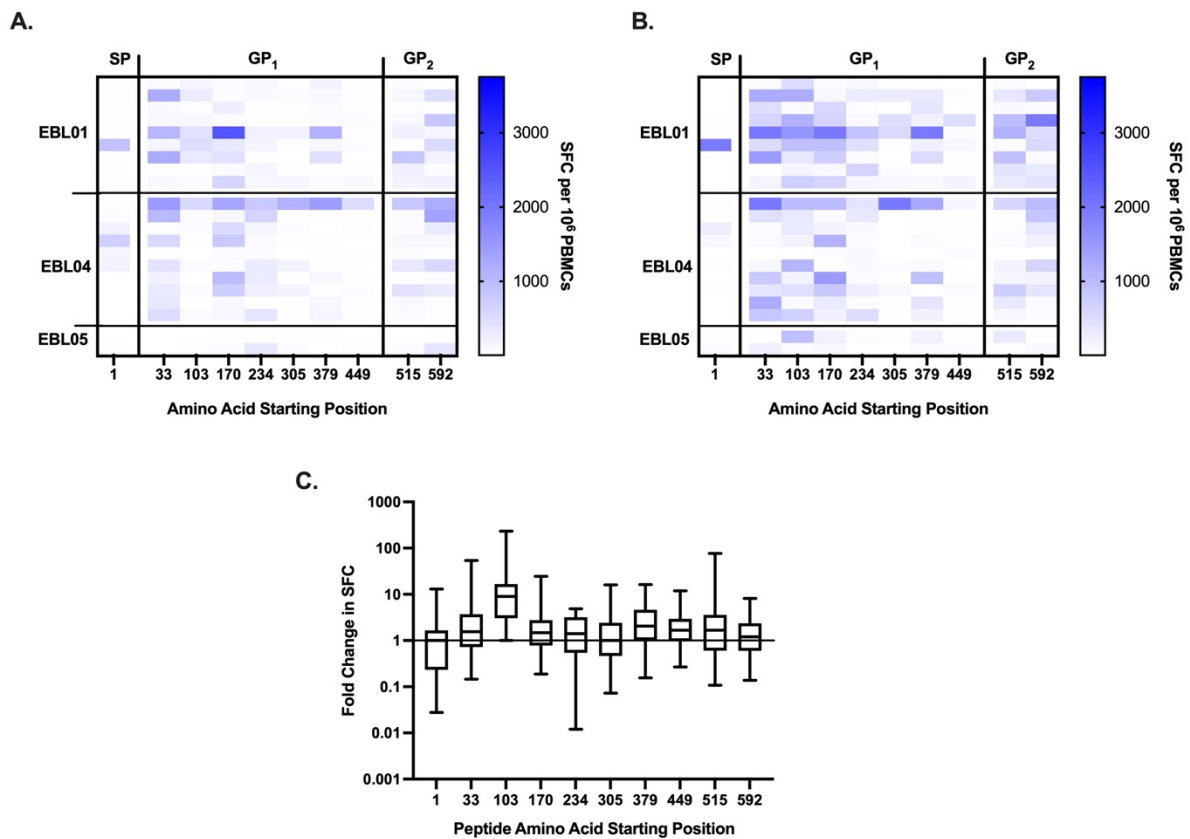 A.
SP GP1 GP2
EBL01
EBL04
EBL05
3000
2000
1000
SFC per 10⁶ PBMCs
1 33 103 170 234 305 379 449 515 592
Amino Acid Starting Position
B.
SP GP1 GP2
EBL01
EBL04
EBL05
3000
2000
1000
SFC per 10⁶ PBMCs
1 33 103 170 234 305 379 449 515 592
Amino Acid Starting Position
C.
Fold Change in SFC
1000
100
10
1
0.1
0.01
0.001
1 33 103 170 234 305 379 449 515 592
Peptide Amino Acid Starting Position